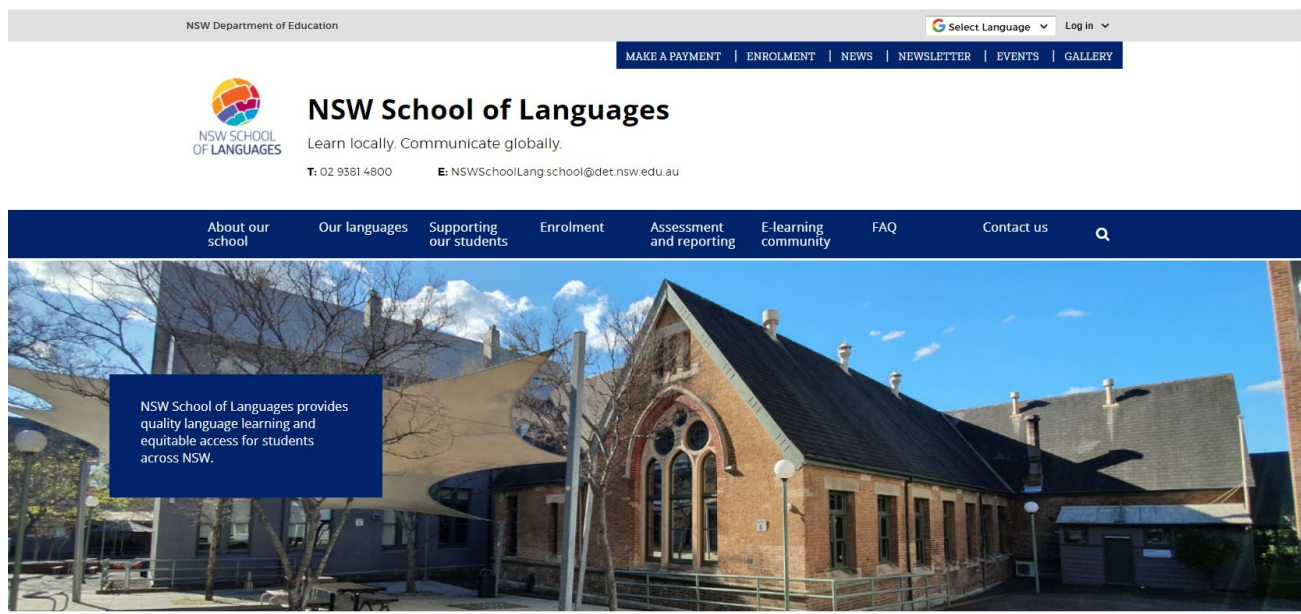 NSW Department of Education
Select Language
Log in
MAKE A PAYMENT | ENROLMENT | NEWS | NEWSLETTER | EVENTS | GALLERY
NSW SCHOOL
OF LANGUAGES
NSW School of Languages
Learn locally. Communicate globally.
T: 02 9381 4800 E: NSWSchoolLang.school@det.nsw.edu.au
About our school
Our languages
Supporting our students
Enrolment
Assessment and reporting
E-learning community
FAQ
Contact us
NSW School of Languages provides
quality language learning and
equitable access for students
across NSW.